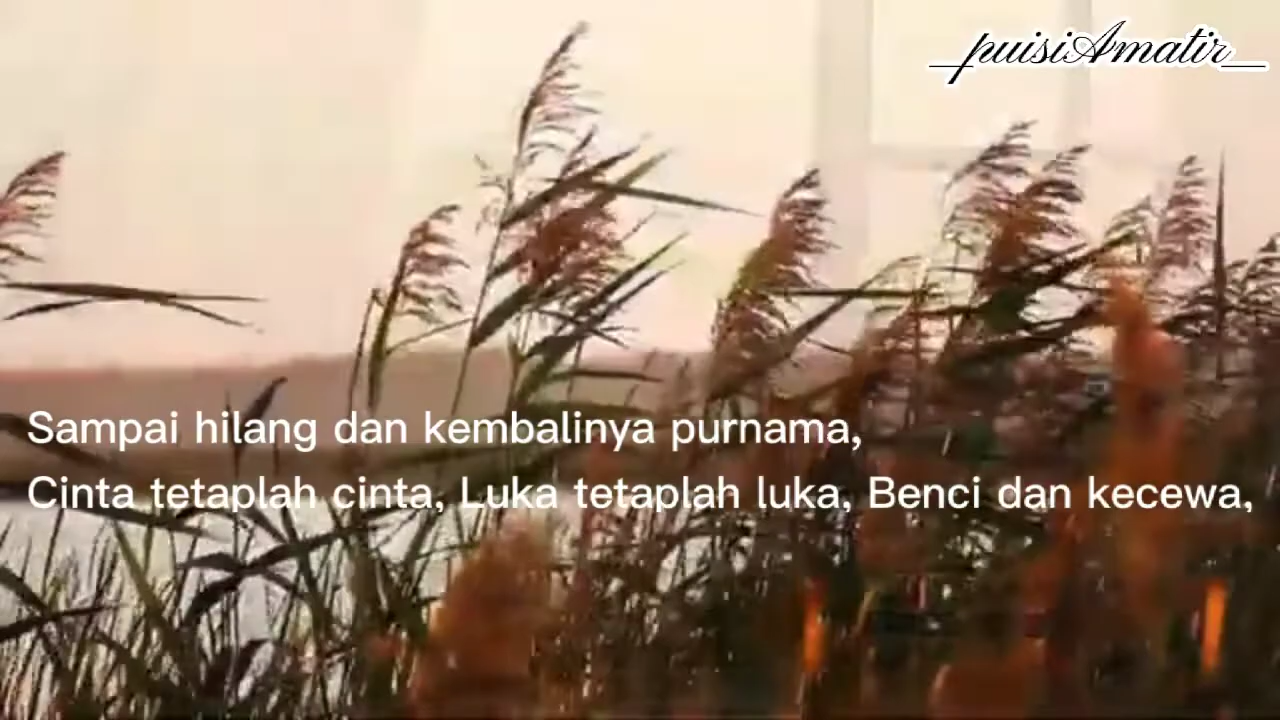 _puisiAmatir_
Sampai hilang dan kembalinya purnama,
Cinta tetaplah cinta, Luka tetaplah luka, Benci dan kecewa,